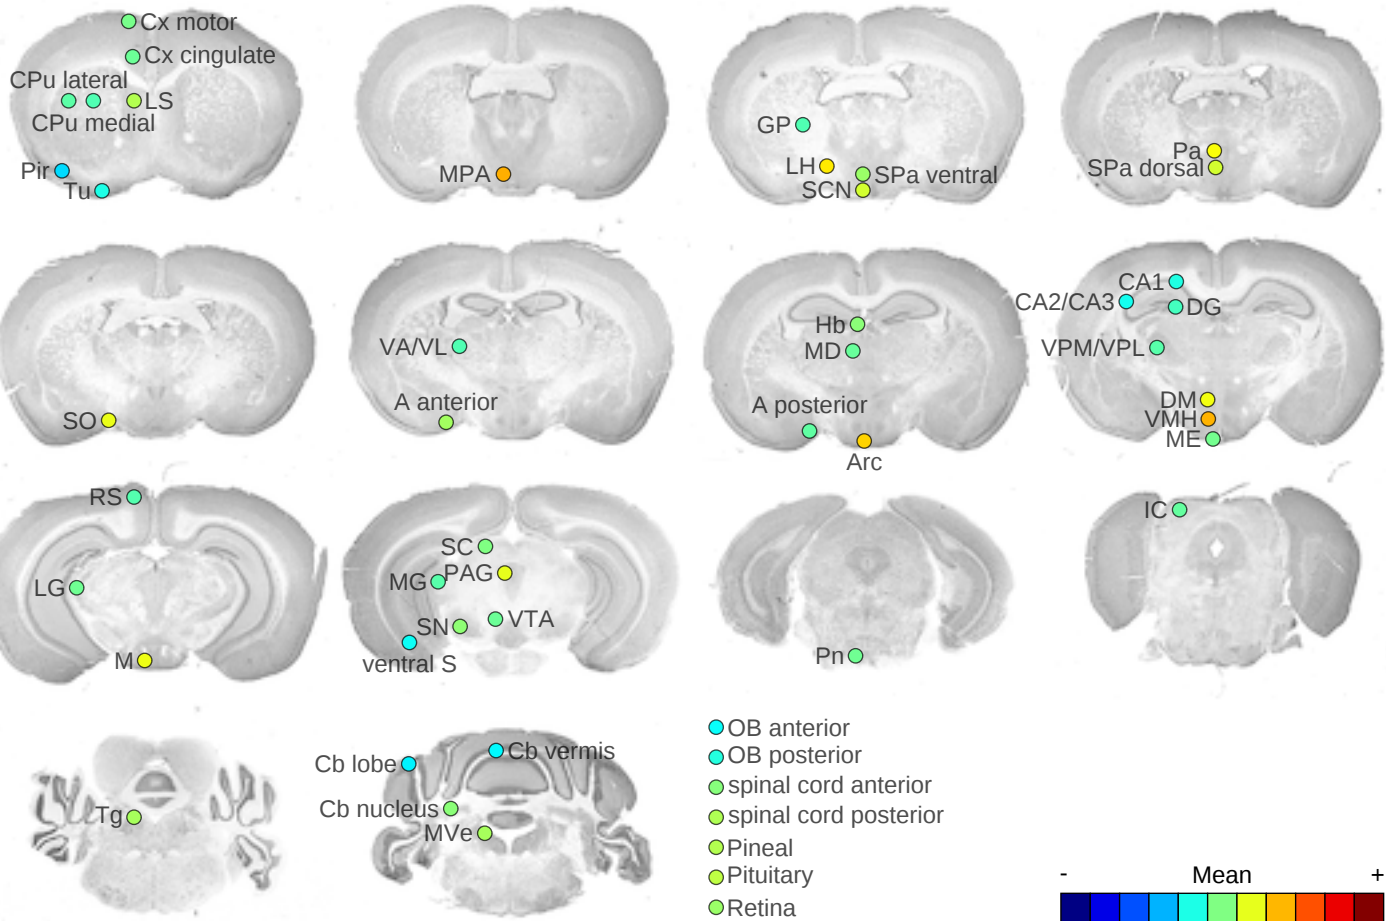 Cx motor
Cx cingulate
CPu lateral
LS
CPu medial
Pir
Tu
MPA
GP
LH
SPa ventral
SCN
Pa
SPa dorsal
SO
VA/VL
A anterior
Hb
MD
A posterior
Arc
CA1
CA2/CA3
DG
VPM/VPL
DM
VMH
ME
RS
LG
M
SC
MG
PAG
SN
VTA
ventral S
Pn
IC
Tg
Cb lobe
Cb vermis
Cb nucleus
MVe
OB anterior
OB posterior
spinal cord anterior
spinal cord posterior
Pineal
Pituitary
Retina
- Mean +